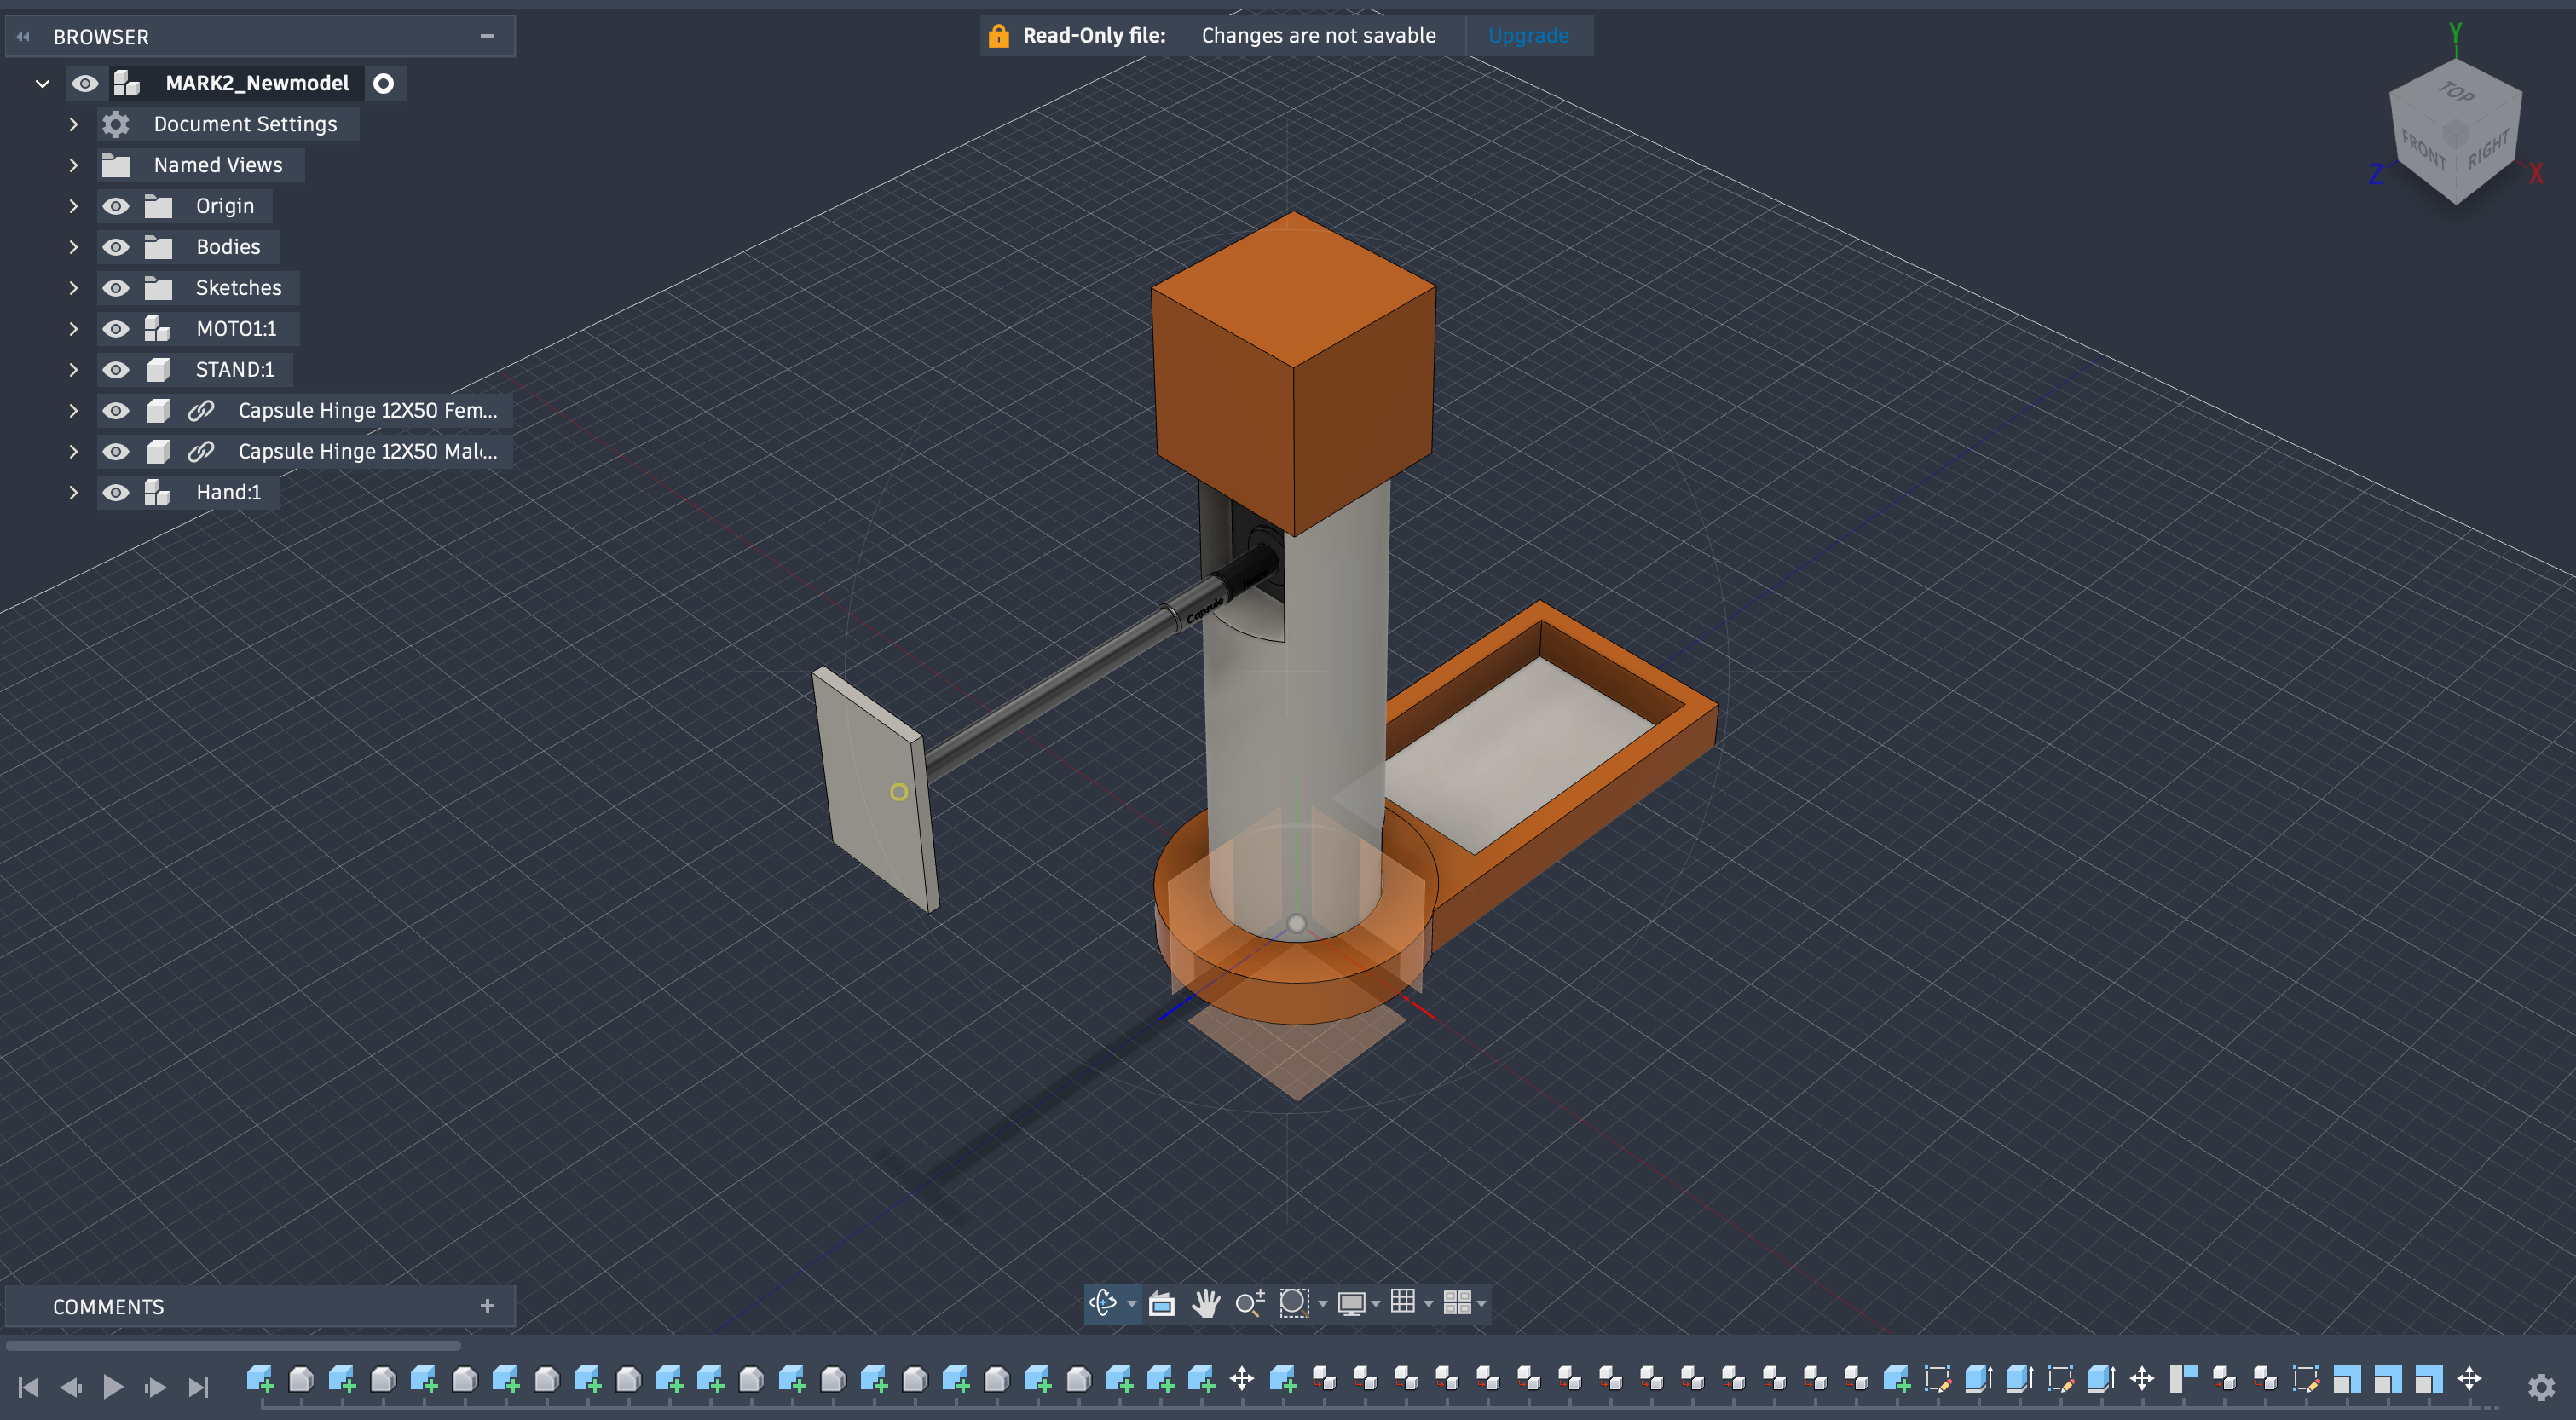 BROWSER
Read-Only file: Changes are not savable Upgrade
MARK2_Newmodel
Document Settings
Named Views
Origin
Bodies
Sketches
MOTO1:1
STAND:1
Capsule Hinge 12X50 Fem...
Capsule Hinge 12X50 Mal...
Hand:1
Y
TOP
FRONT
RIGHT
Z
X
Capsule
COMMENTS